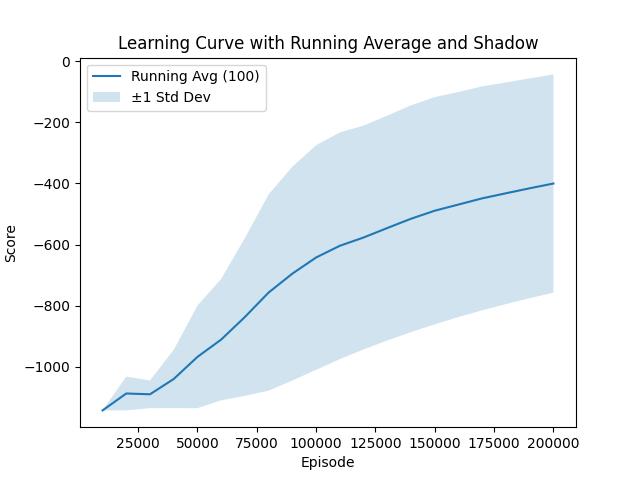 Learning Curve with Running Average and Shadow
Running Avg (100)
±1 Std Dev
0
−200
−400
−600
−800
−1000
Score
25000 50000 75000 100000 125000 150000 175000 200000
Episode